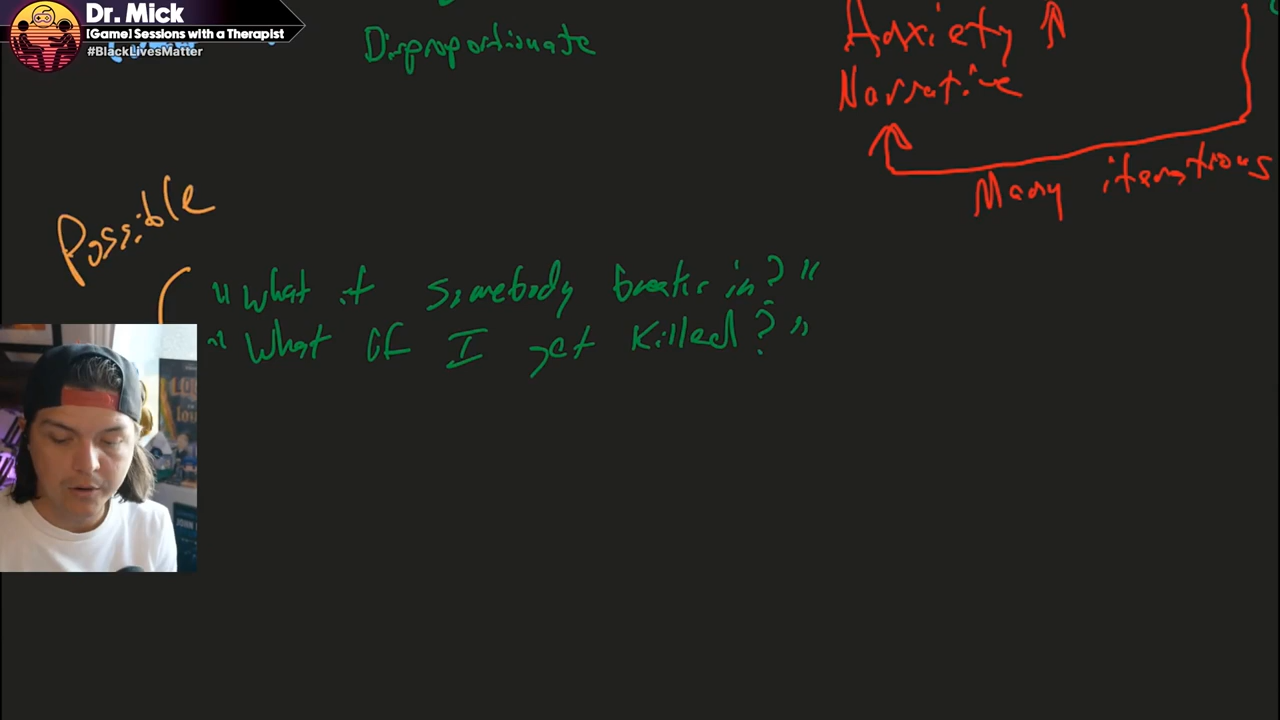 Dr. Mick
[Game] Sessions with a Therapist
#BlackLivesMatter
Disproportionate
Anxiety ↑
Narrative
Many iterations
Possible
"What if somebody breaks in?"
"What if I get killed?"